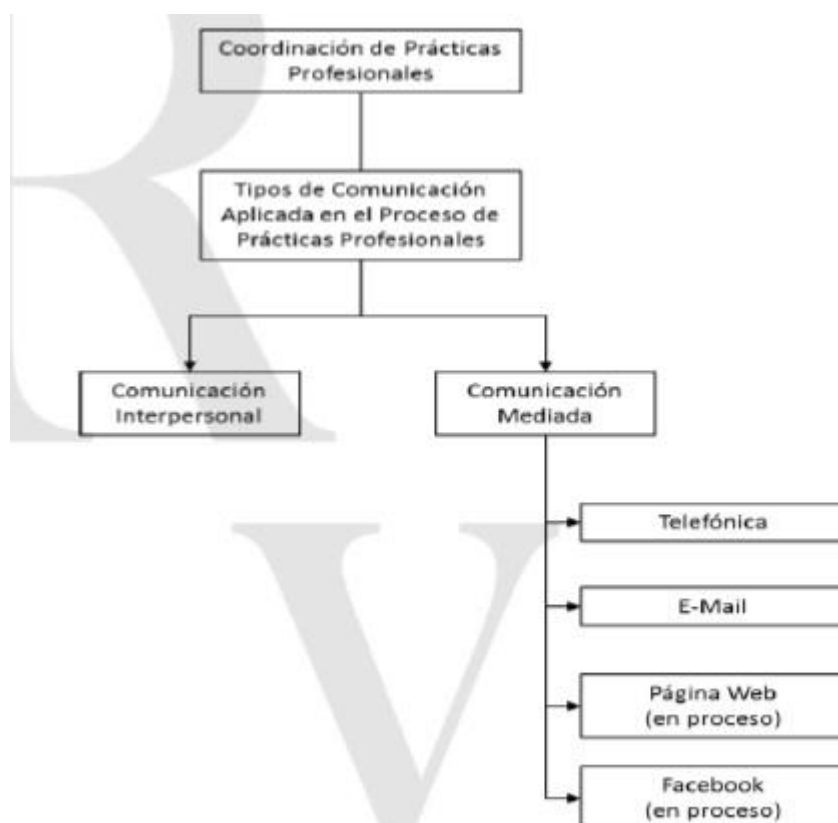 Coordinación de Prácticas
Profesionales
Tipos de Comunicación
Aplicada en el Proceso de
Prácticas Profesionales
Comunicación
Interpersonal
Comunicación
Mediada
Telefónica
E-Mail
Página Web
(en proceso)
Facebook
(en proceso)
R
V